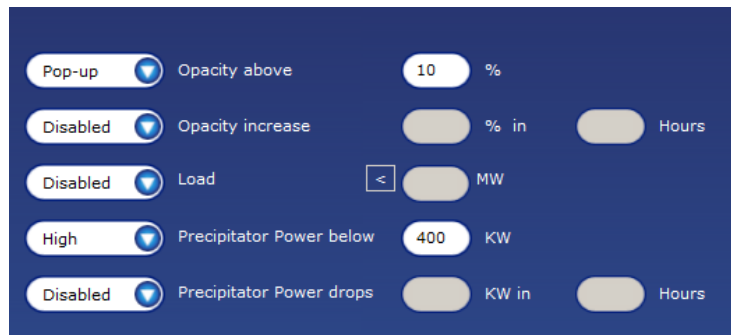 Pop-up Opacity above 10 %
Disabled Opacity increase % in Hours
Disabled Load < MW
High Precipitator Power below 400 KW
Disabled Precipitator Power drops KW in Hours